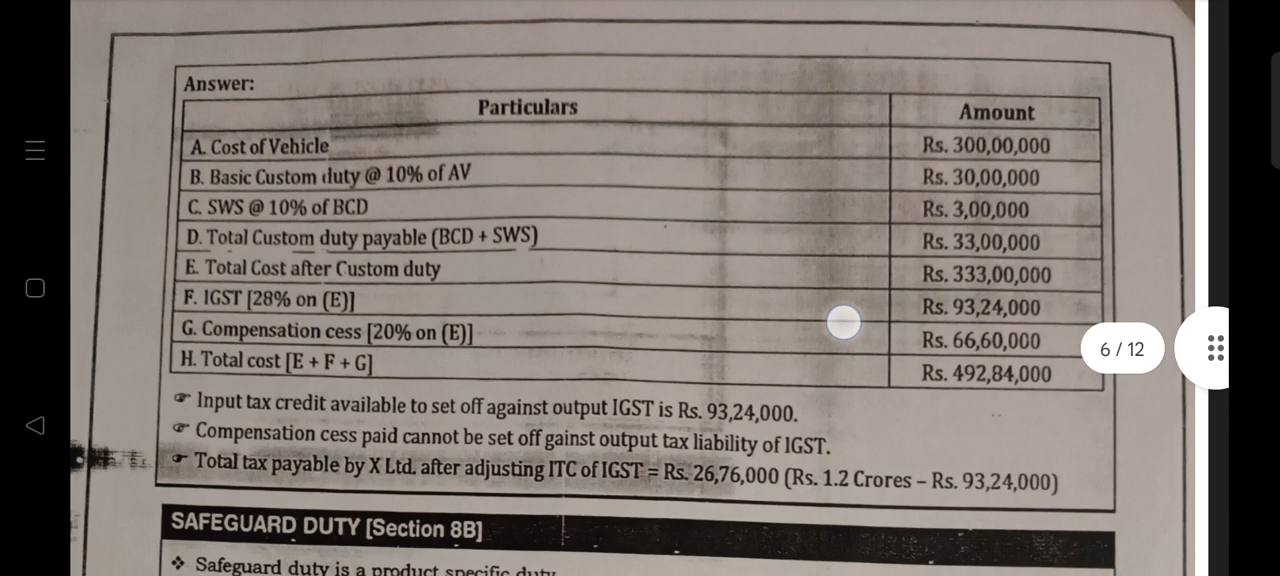 Answer:
Particulars Amount
A. Cost of Vehicle Rs. 300,00,000
B. Basic Custom duty @ 10% of AV Rs. 30,00,000
C. SWS @ 10% of BCD Rs. 3,00,000
D. Total Custom duty payable (BCD + SWS) Rs. 33,00,000
E. Total Cost after Custom duty Rs. 333,00,000
F. IGST [28% on (E)] Rs. 93,24,000
G. Compensation cess [20% on (E)] Rs. 66,60,000
H. Total cost [E + F + G] Rs. 492,84,000
☞ Input tax credit available to set off against output IGST is Rs. 93,24,000.
☞ Compensation cess paid cannot be set off gainst output tax liability of IGST.
☞ Total tax payable by X Ltd. after adjusting ITC of IGST = Rs. 26,76,000 (Rs. 1.2 Crores – Rs. 93,24,000)
SAFEGUARD DUTY [Section 8B]
❖ Safeguard duty is a product specific duty
6 / 12